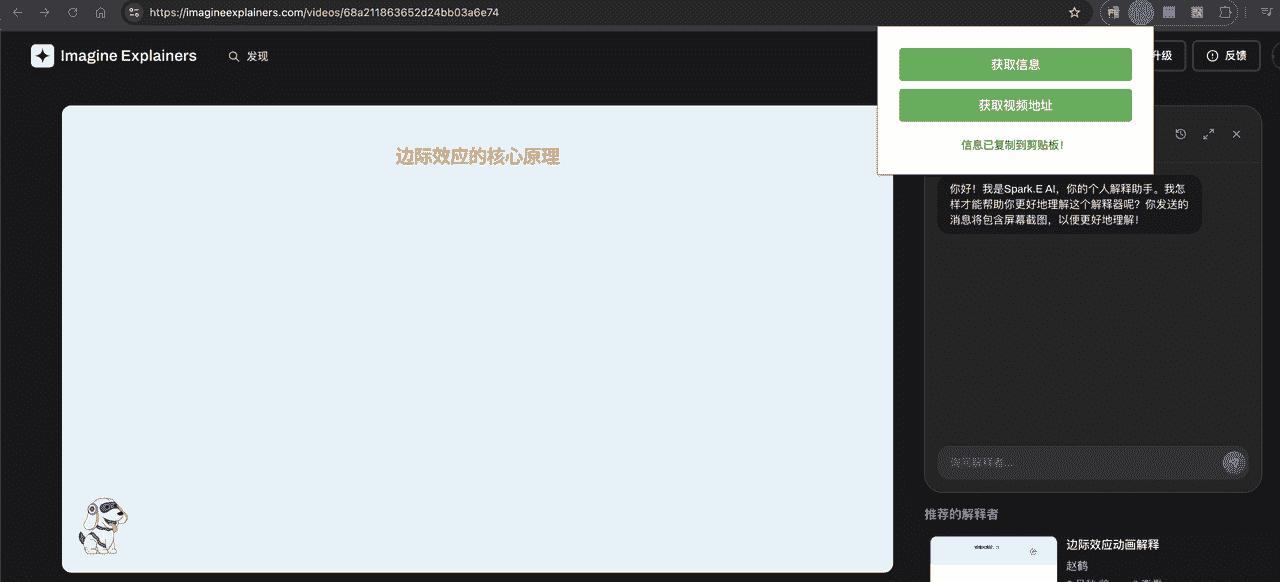 https://imagineexplainers.com/videos/68a211863652d24bb03a6e74
Imagine Explainers
发现
升级
反馈
获取信息
获取视频地址
信息已复制到剪贴板！
边际效应的核心原理
你好！我是Spark.E AI，你的个人解释助手。我怎
样才能帮助你更好地理解这个解释器呢？你发送的
消息将包含屏幕截图，以便更好地理解！
询问解释者...
推荐的解释者
边际效应动画解释
赵鹤